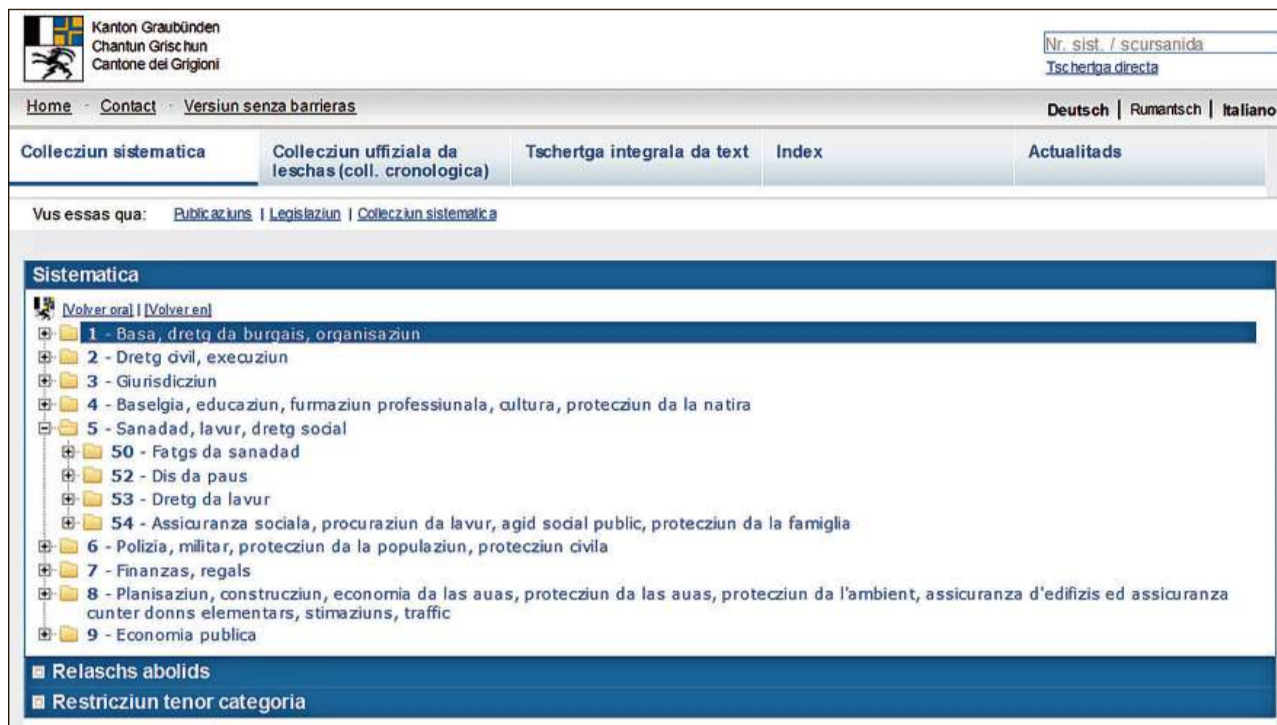 Kanton Graubünden
Chantun Grischun
Cantone dei Grigioni
Nr. sist. / scursanida
Tschertga directa
Home · Contact · Versiun senza barrieras
Deutsch | Rumantsch | Italiano
Collecziun sistematica
Collecziun uffiziala da
leschas (coll. cronologica)
Tschertga integrala da text
Index
Actualitads
Vus essas qua: Publicaziuns | Legislaziun | Collecziun sistematica
Sistematica
[Volver ora] | [Volver en]
1 - Basa, dretg da burgais, organisaziun
2 - Dretg civil, execuziun
3 - Giurisdicziun
4 - Baselgia, educaziun, furmaziun professiunala, cultura, protecziun da la natira
5 - Sanadad, lavur, dretg social
50 - Fatgs da sanadad
52 - Dis da paus
53 - Dretg da lavur
54 - Assicuranza sociala, procuraziun da lavur, agid social public, protecziun da la famiglia
6 - Polizia, militar, protecziun da la populaziun, protecziun civila
7 - Finanzas, regals
8 - Planisaziun, construcziun, economia da las auas, protecziun da las auas, protecziun da l'ambient, assicuranza d'edifizis ed assicuranza
cunter donns elementars, stimaziuns, traffic
9 - Economia publica
Relaschs abolids
Restricziun tenor categoria